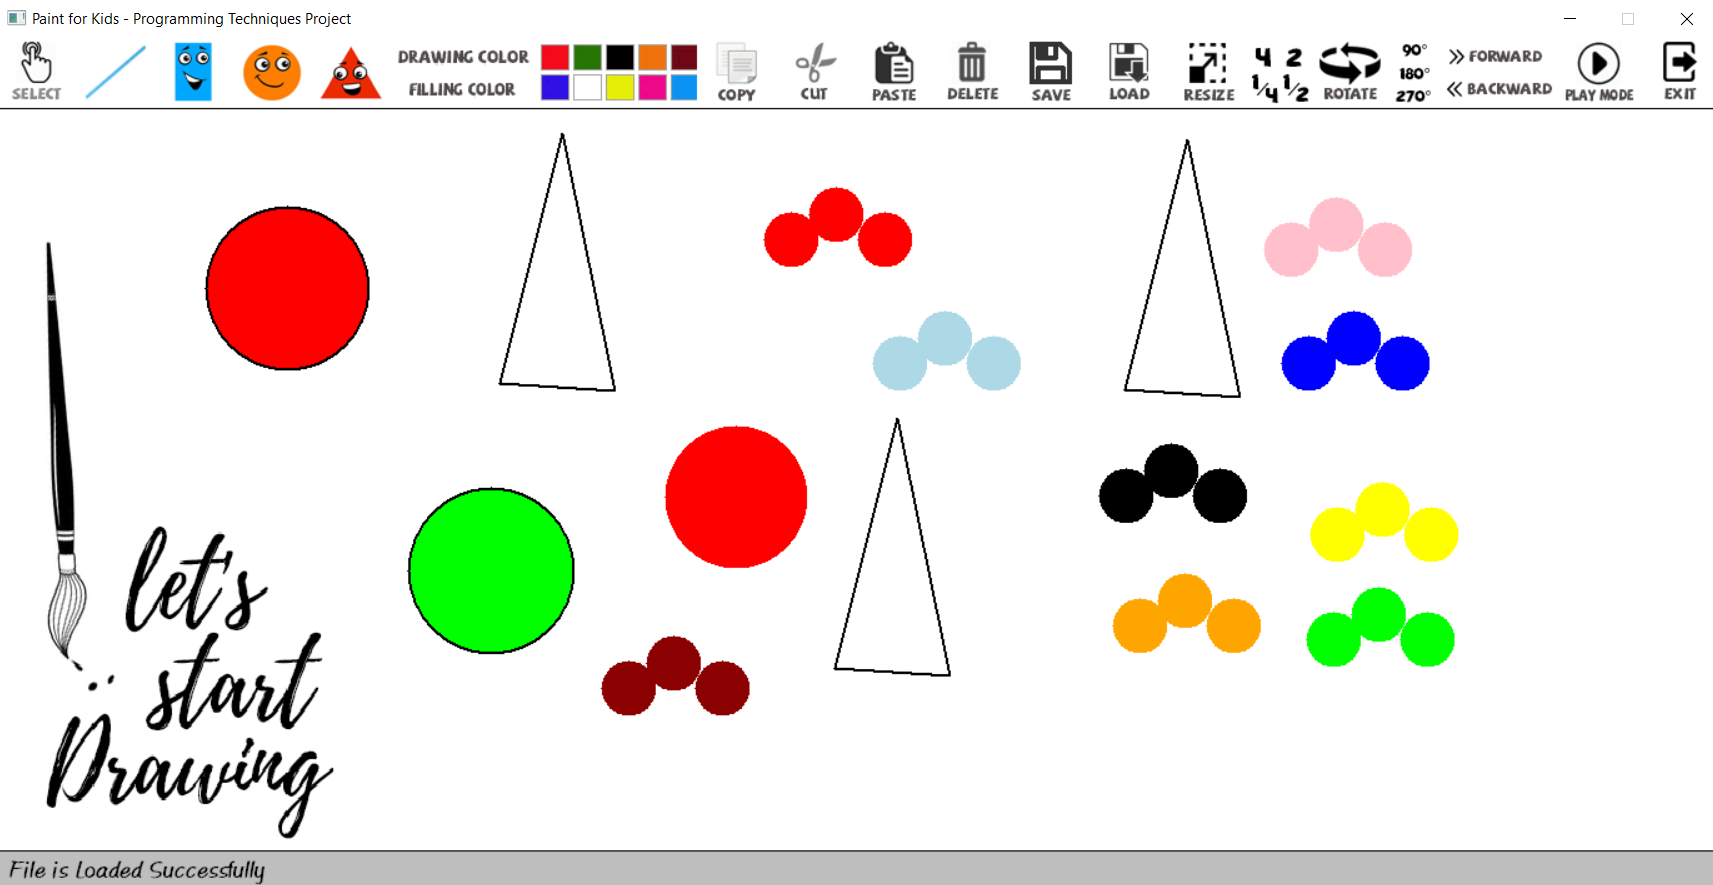 Paint for Kids - Programming Techniques Project
SELECT
DRAWING COLOR
FILLING COLOR
COPY
CUT
PASTE
DELETE
SAVE
LOAD
RESIZE
4 2
1/4 1/2
ROTATE
90°
180°
270°
>> FORWARD
<< BACKWARD
PLAY MODE
EXIT
let's
start
Drawing
File is Loaded Successfully